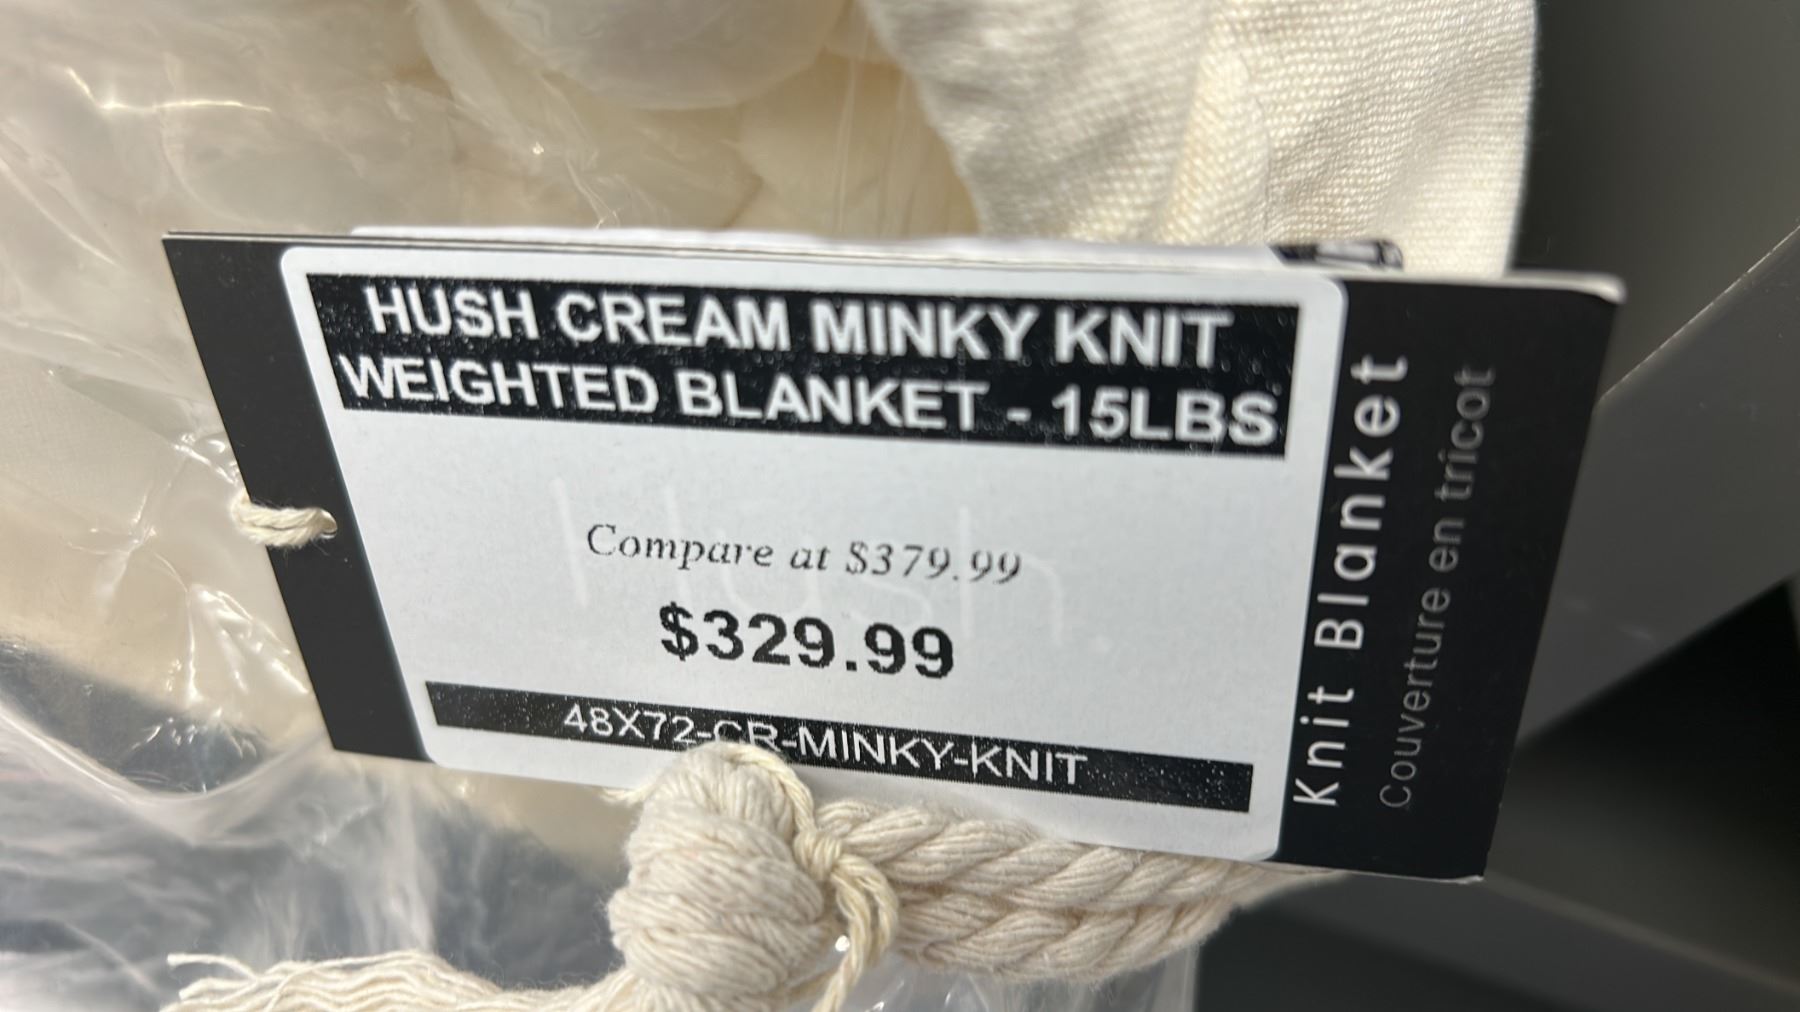 HUSH CREAM MINKY KNIT
WEIGHTED BLANKET - 15LBS
Hush.
Compare at $379.99
$329.99
48X72-CR-MINKY-KNIT
Knit Blanket
Couverture en tricot